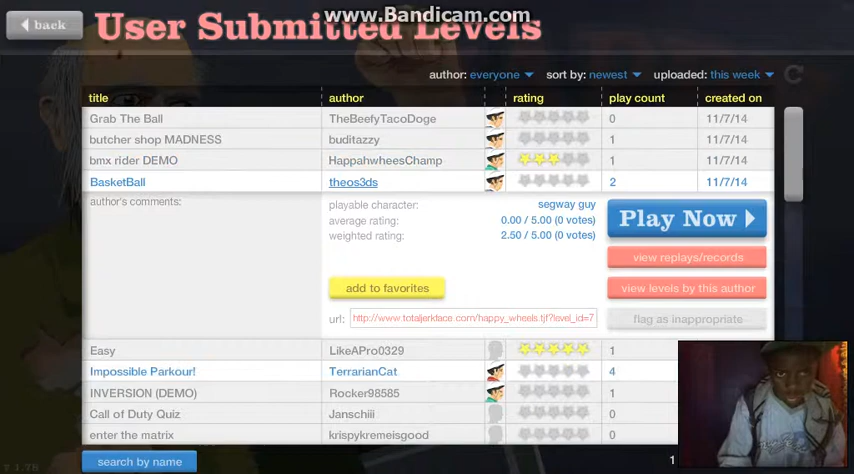 www.Bandicam.com
back
User Submitted Levels
author: everyone sort by: newest uploaded: this week
title author rating play count created on
Grab The Ball TheBeefyTacoDoge 0 11/7/14
butcher shop MADNESS buditazzy 1 11/7/14
bmx rider DEMO HappahwheesChamp 1 11/7/14
BasketBall theos3ds 2 11/7/14
author's comments:
playable character: segway guy
average rating: 0.00 / 5.00 (0 votes)
weighted rating: 2.50 / 5.00 (0 votes)
Play Now
view replays/records
add to favorites
view levels by this author
url: http://www.totaljerkface.com/happy_wheels.tjf?level_id=7
flag as inappropriate
Easy LikeAPro0329 1
Impossible Parkour! TerrarianCat 4
INVERSION (DEMO) Rocker98585 1
Call of Duty Quiz Janschiii 0
enter the matrix krispykremeisgood 0
search by name
1
v 1.78